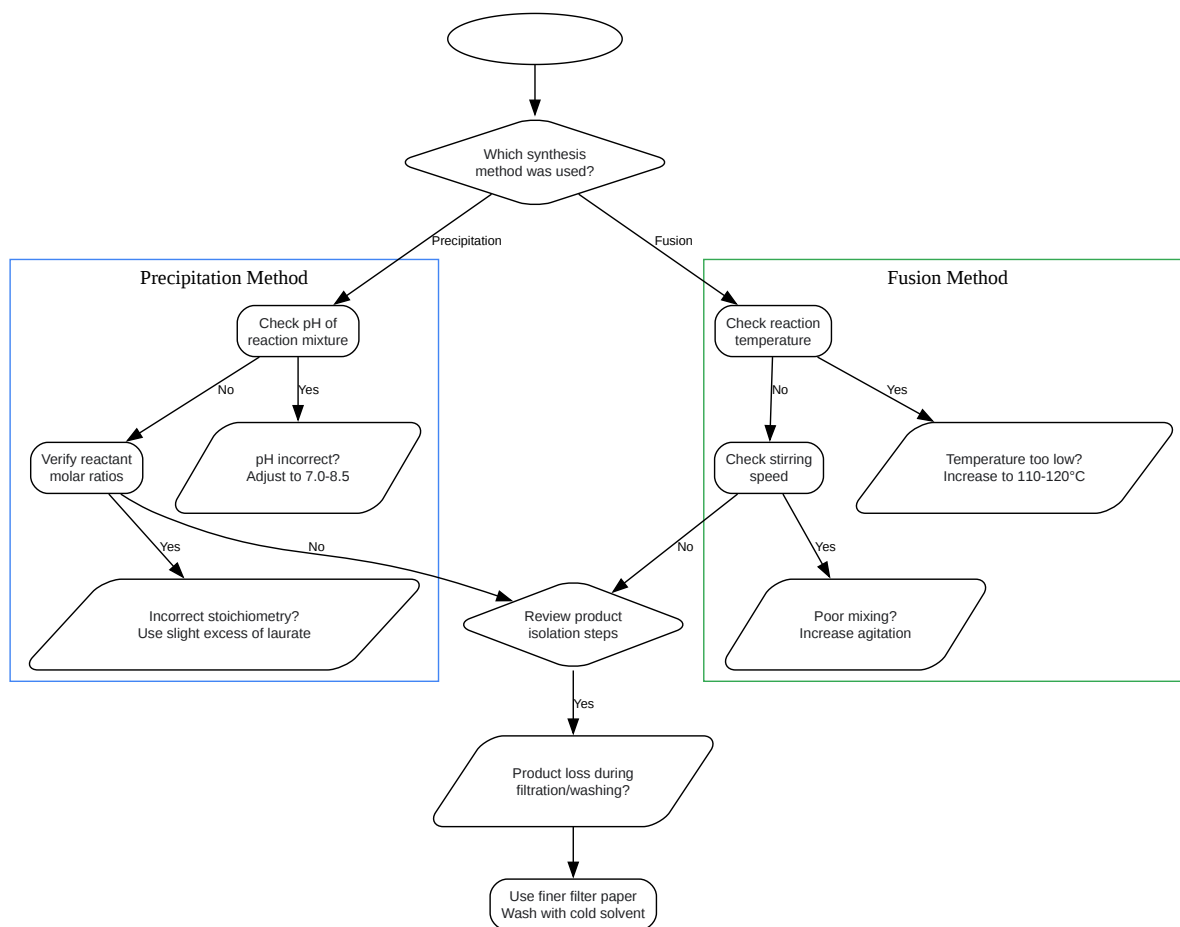 Which synthesis
method was used?
Precipitation
Fusion
Precipitation Method
Fusion Method
Check pH of
reaction mixture
Check reaction
temperature
No
Yes
No
Yes
Verify reactant
molar ratios
pH incorrect?
Adjust to 7.0-8.5
Check stirring
speed
Temperature too low?
Increase to 110-120°C
Yes
No
No
Yes
Incorrect stoichiometry?
Use slight excess of laurate
Review product
isolation steps
Poor mixing?
Increase agitation
Yes
Product loss during
filtration/washing?
Use finer filter paper
Wash with cold solvent